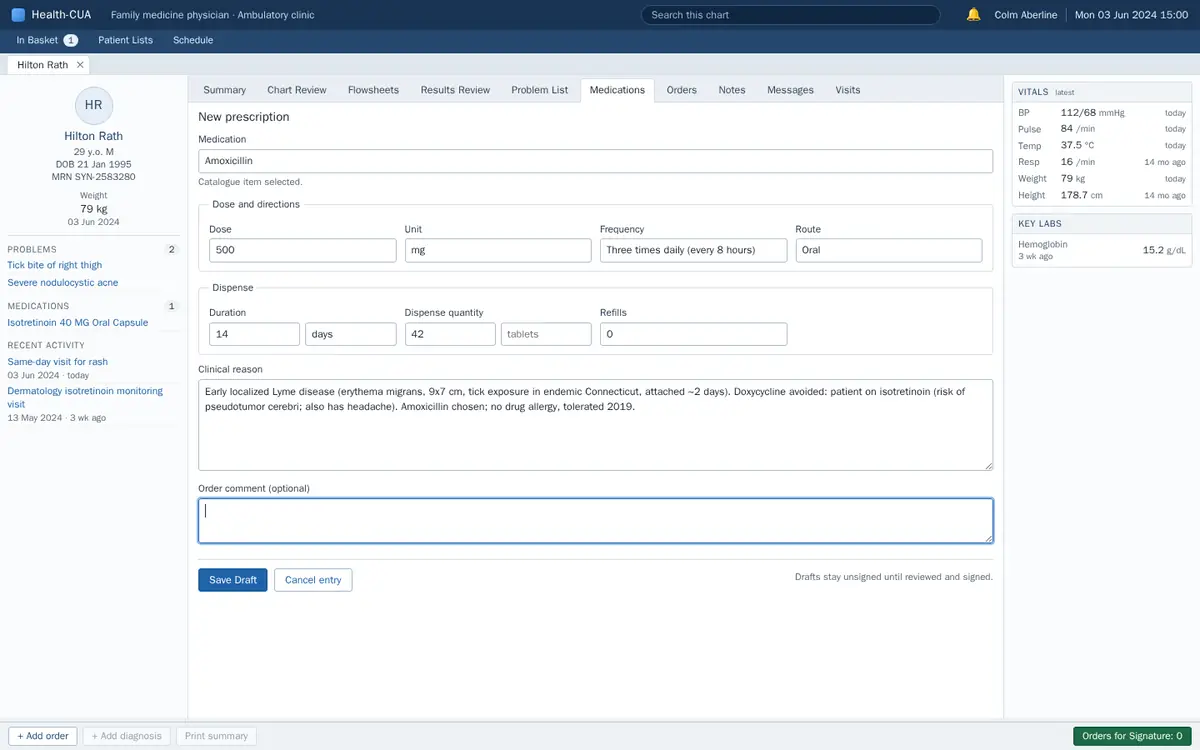 Health-CUA Family medicine physician · Ambulatory clinic Search this chart Colm Aberline Mon 03 Jun 2024 15:00
In Basket 1 Patient Lists Schedule
Hilton Rath ✕
HR
Hilton Rath
29 y.o. M
DOB 21 Jan 1995
MRN SYN-2583280
Weight
79 kg
03 Jun 2024
PROBLEMS 2
Tick bite of right thigh
Severe nodulocystic acne
MEDICATIONS 1
Isotretinoin 40 MG Oral Capsule
RECENT ACTIVITY
Same-day visit for rash
03 Jun 2024 · today
Dermatology isotretinoin monitoring
visit
13 May 2024 · 3 wk ago
Summary Chart Review Flowsheets Results Review Problem List Medications Orders Notes Messages Visits
New prescription
Medication
Amoxicillin
Catalogue item selected.
Dose and directions
Dose Unit Frequency Route
500 mg Three times daily (every 8 hours) Oral
Dispense
Duration Dispense quantity Refills
14 days 42 tablets 0
Clinical reason
Early localized Lyme disease (erythema migrans, 9x7 cm, tick exposure in endemic Connecticut, attached ~2 days). Doxycycline avoided: patient on isotretinoin (risk of
pseudotumor cerebri; also has headache). Amoxicillin chosen; no drug allergy, tolerated 2019.
Order comment (optional)
Save Draft Cancel entry Drafts stay unsigned until reviewed and signed.
VITALS latest
BP 112/68 mmHg today
Pulse 84 /min today
Temp 37.5 °C today
Resp 16 /min 14 mo ago
Weight 79 kg today
Height 178.7 cm 14 mo ago
KEY LABS
Hemoglobin 15.2 g/dL
3 wk ago
+ Add order + Add diagnosis Print summary Orders for Signature: 0